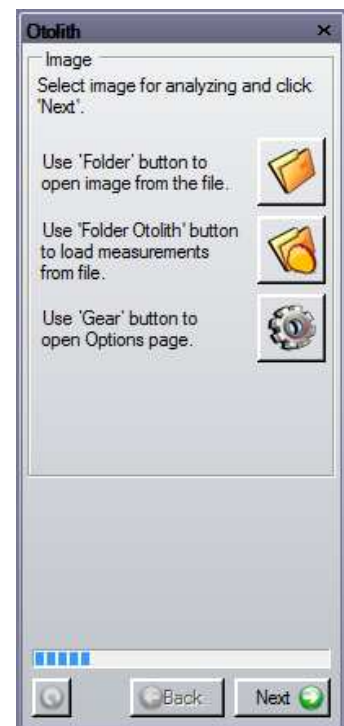 Otolith
Image
Select image for analyzing and click
'Next'.
Use 'Folder' button to
open image from the file.
Use 'Folder Otolith' button
to load measurements
from file.
Use 'Gear' button to
open Options page.
Back
Next